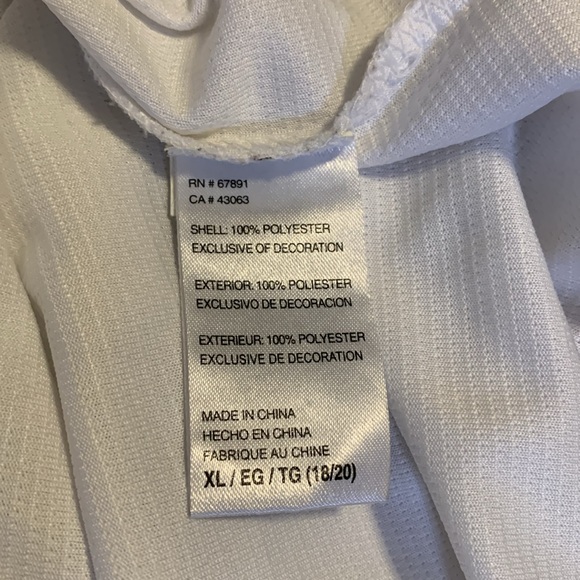 RN # 67891
CA # 43063
SHELL: 100% POLYESTER
EXCLUSIVE OF DECORATION
EXTERIOR: 100% POLIESTER
EXCLUSIVO DE DECORACION
EXTERIEUR: 100% POLYESTER
EXCLUSIVE DE DECORATION
MADE IN CHINA
HECHO EN CHINA
FABRIQUE AU CHINE
XL / EG / TG (18/20)